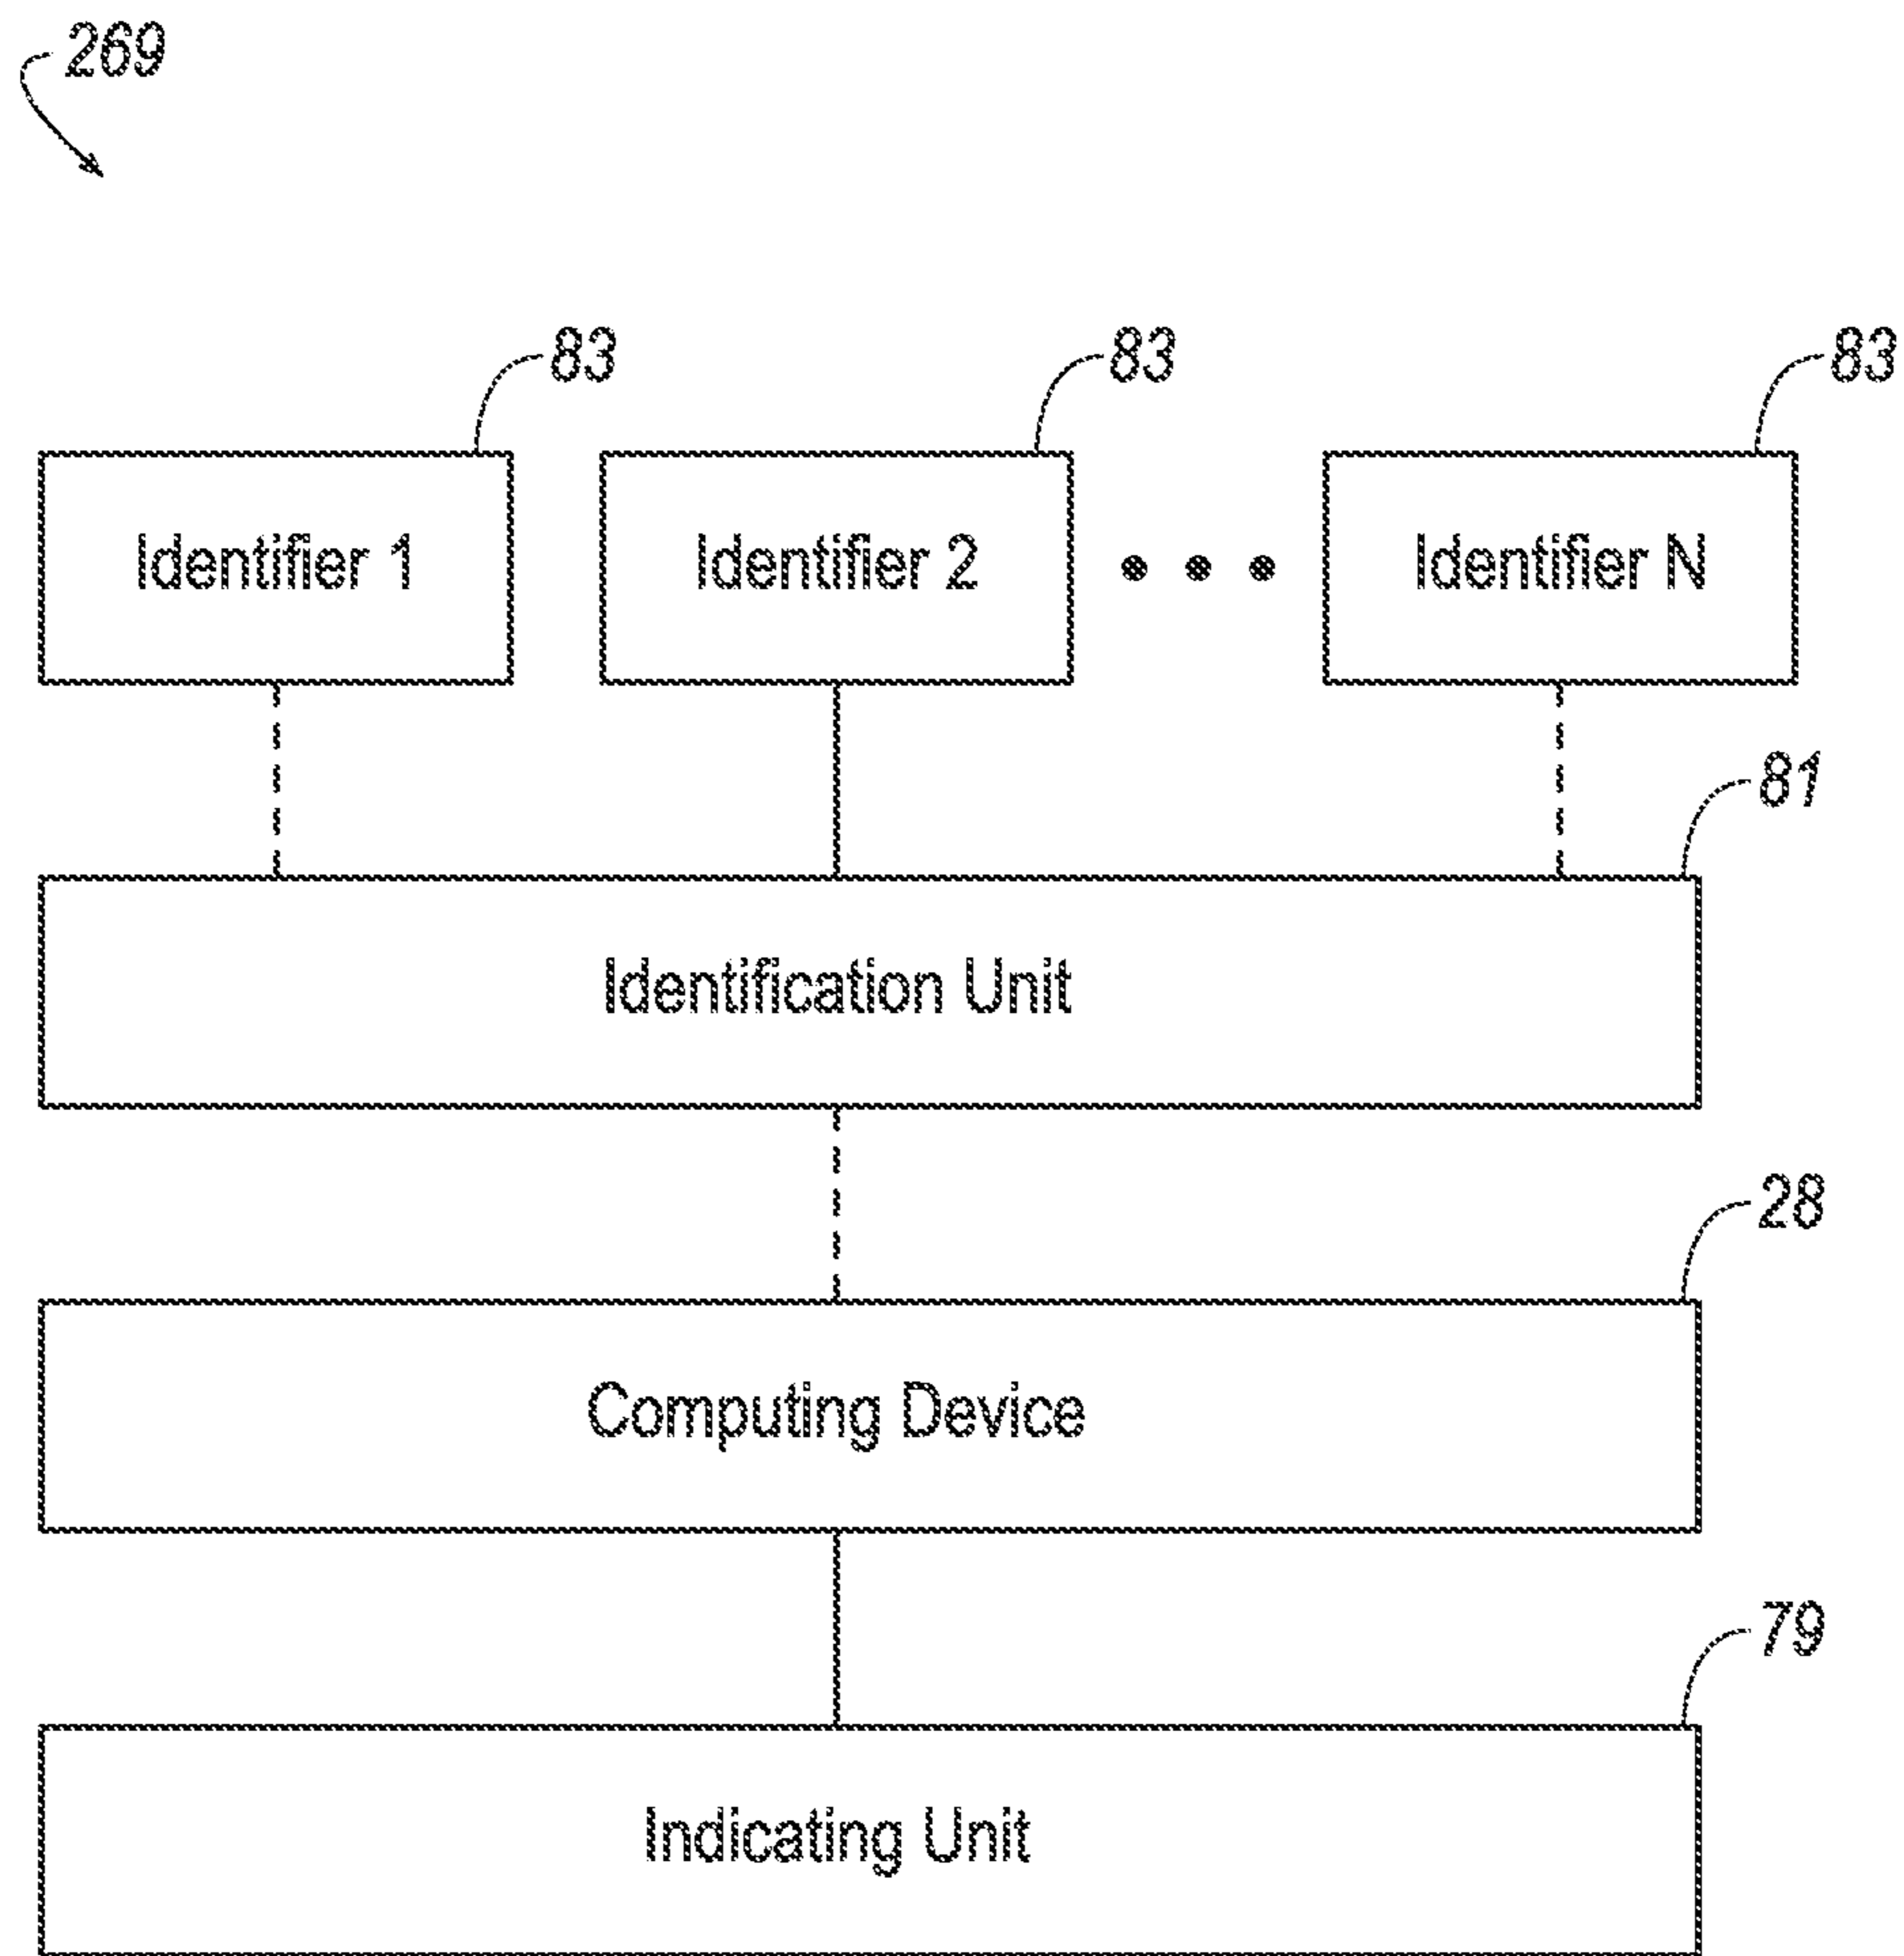 269
83 83 83
Identifier 1 Identifier 2 • • • Identifier N
81
Identification Unit
28
Computing Device
79
Indicating Unit